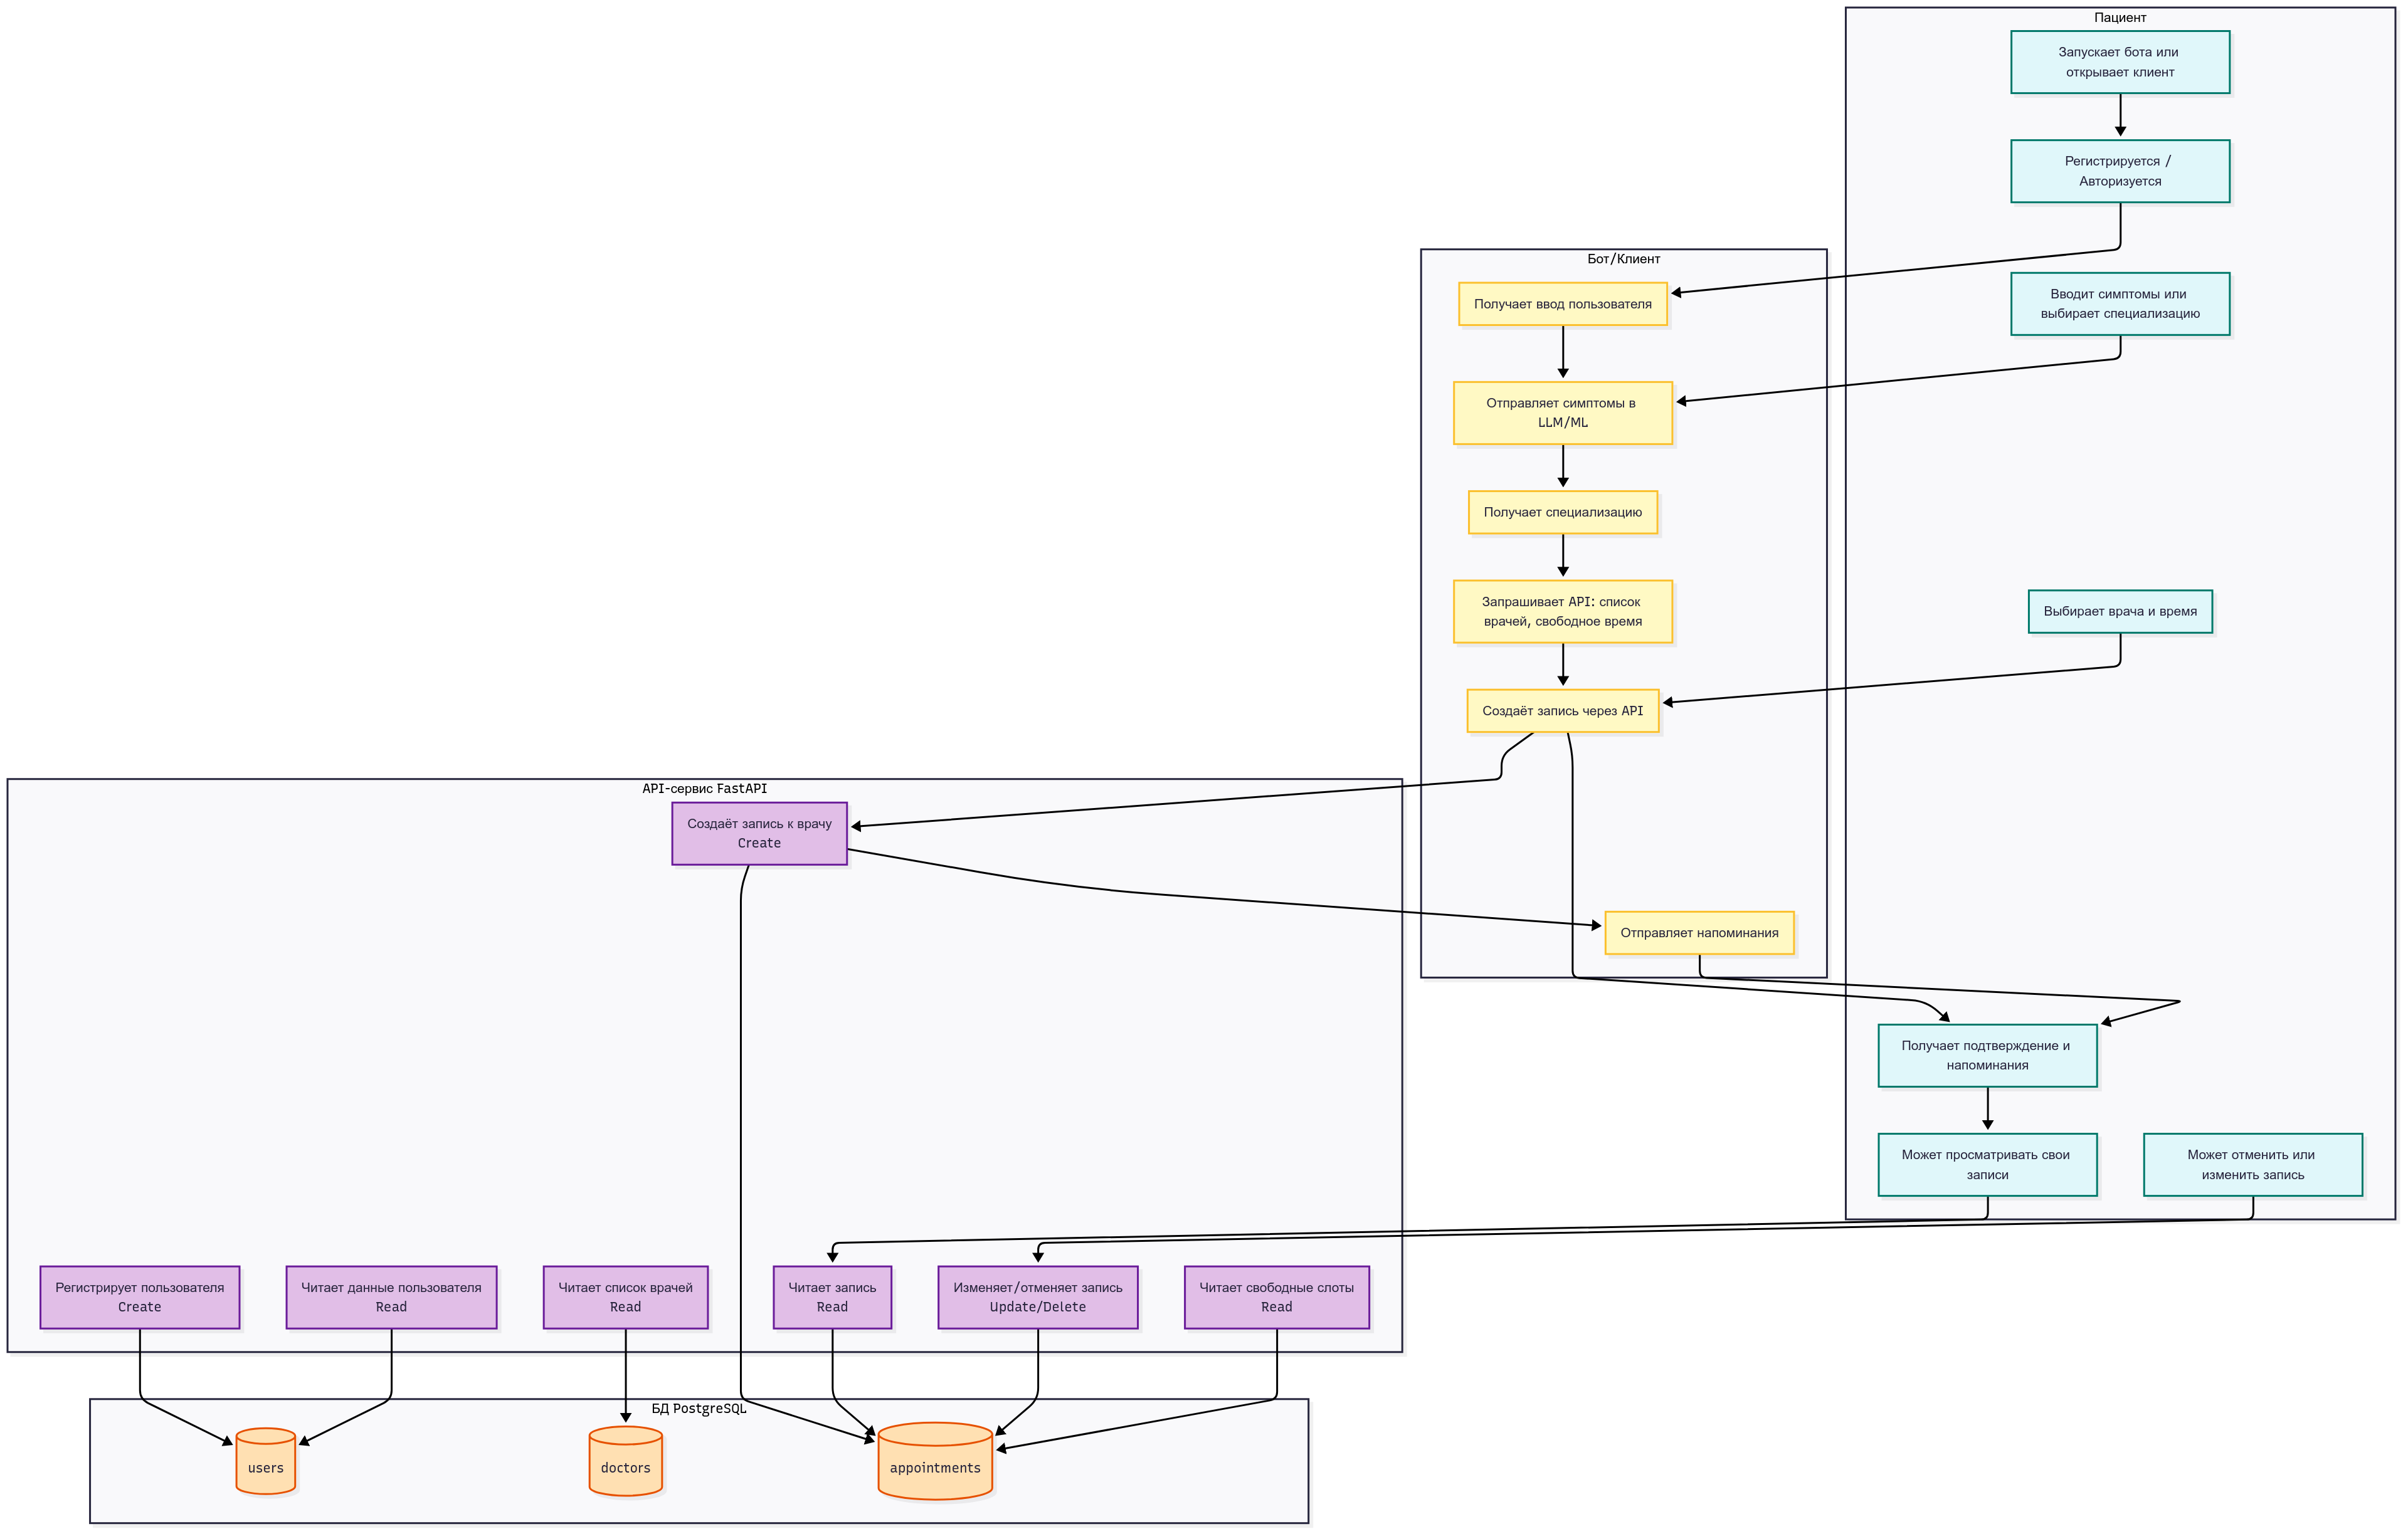 Пациент
Запускает бота или
открывает клиент
Регистрируется /
Авторизуется
Бот/Клиент
Получает ввод пользователя
Вводит симптомы или
выбирает специализацию
Отправляет симптомы в
LLM/ML
Получает специализацию
Запрашивает API: список
врачей, свободное время
Выбирает врача и время
Создаёт запись через API
API-сервис FastAPI
Создаёт запись к врачу
Create
Отправляет напоминания
Получает подтверждение и
напоминания
Может просматривать свои
записи
Может отменить или
изменить запись
Регистрирует пользователя
Create
Читает данные пользователя
Read
Читает список врачей
Read
Читает запись
Read
Изменяет/отменяет запись
Update/Delete
Читает свободные слоты
Read
БД PostgreSQL
users
doctors
appointments